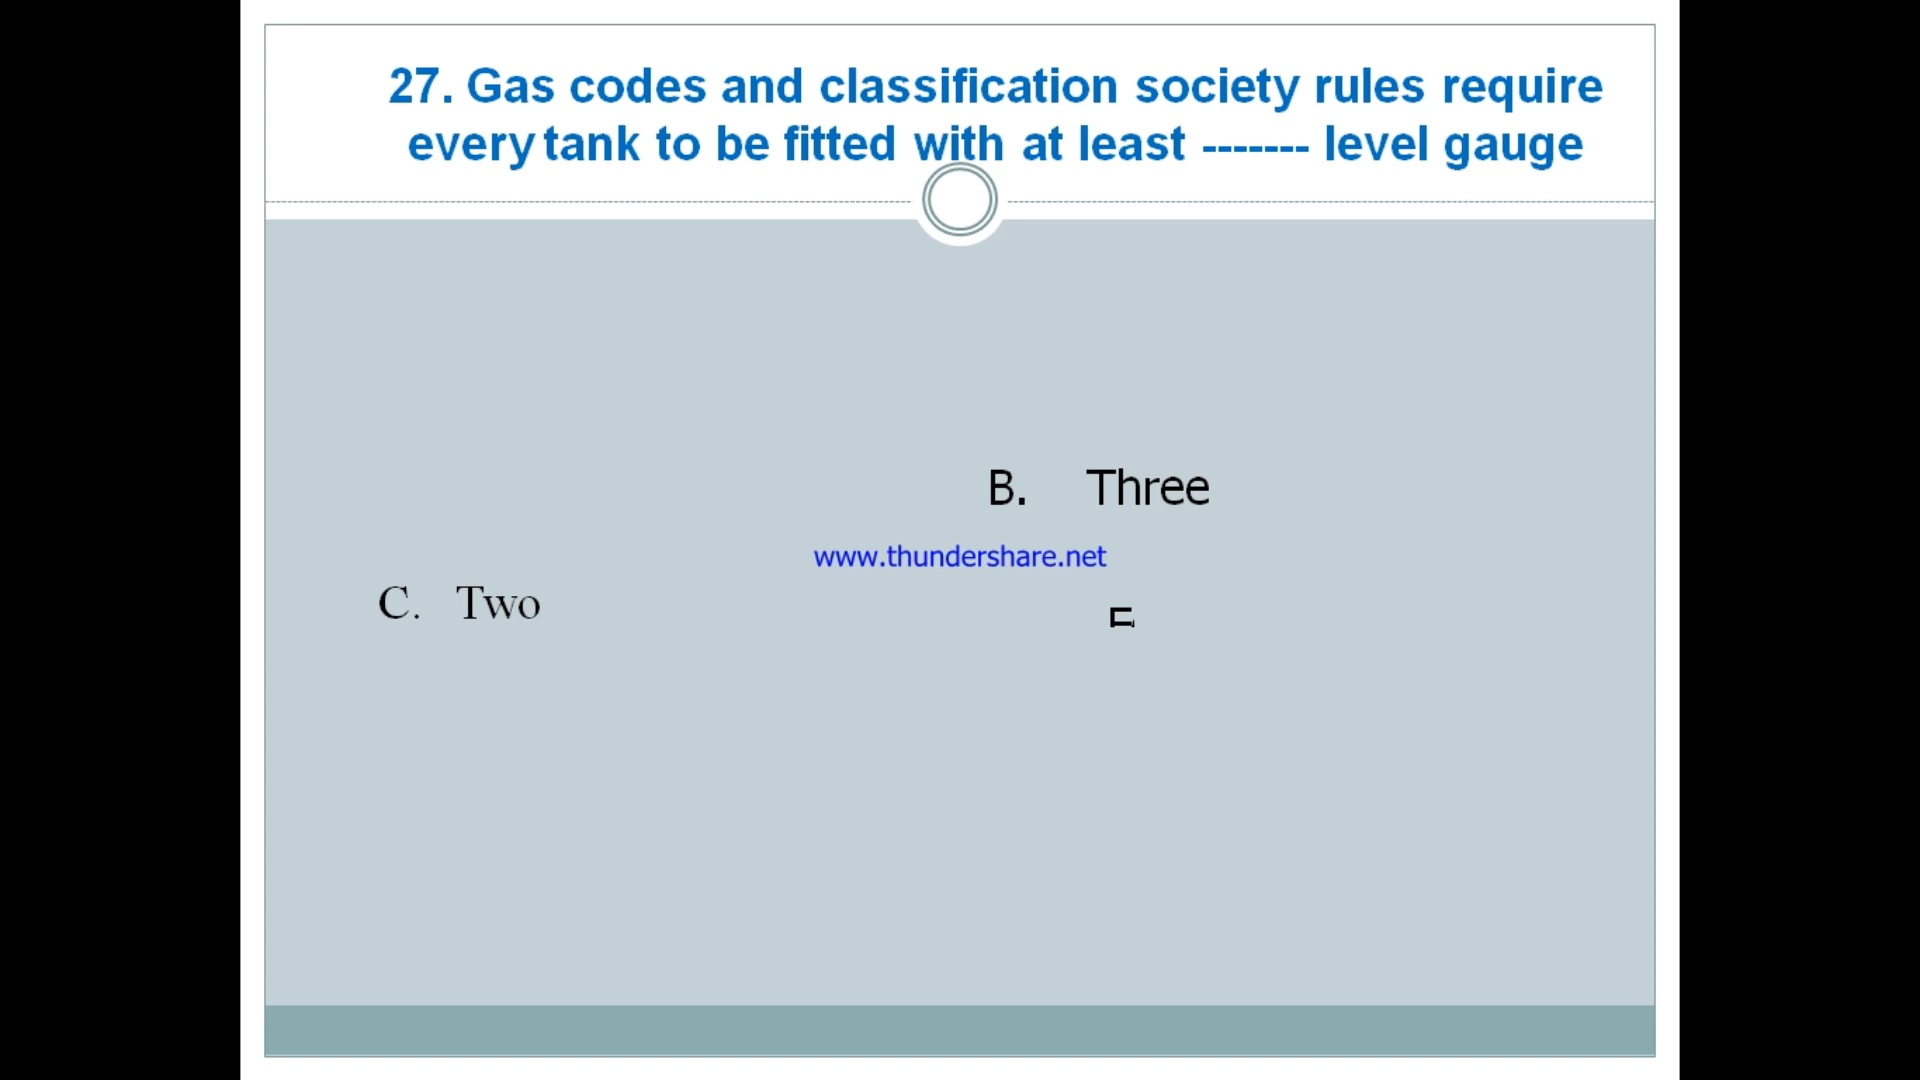 27. Gas codes and classification society rules require
every tank to be fitted with at least ------- level gauge
B. Three
www.thundershare.net
C. Two